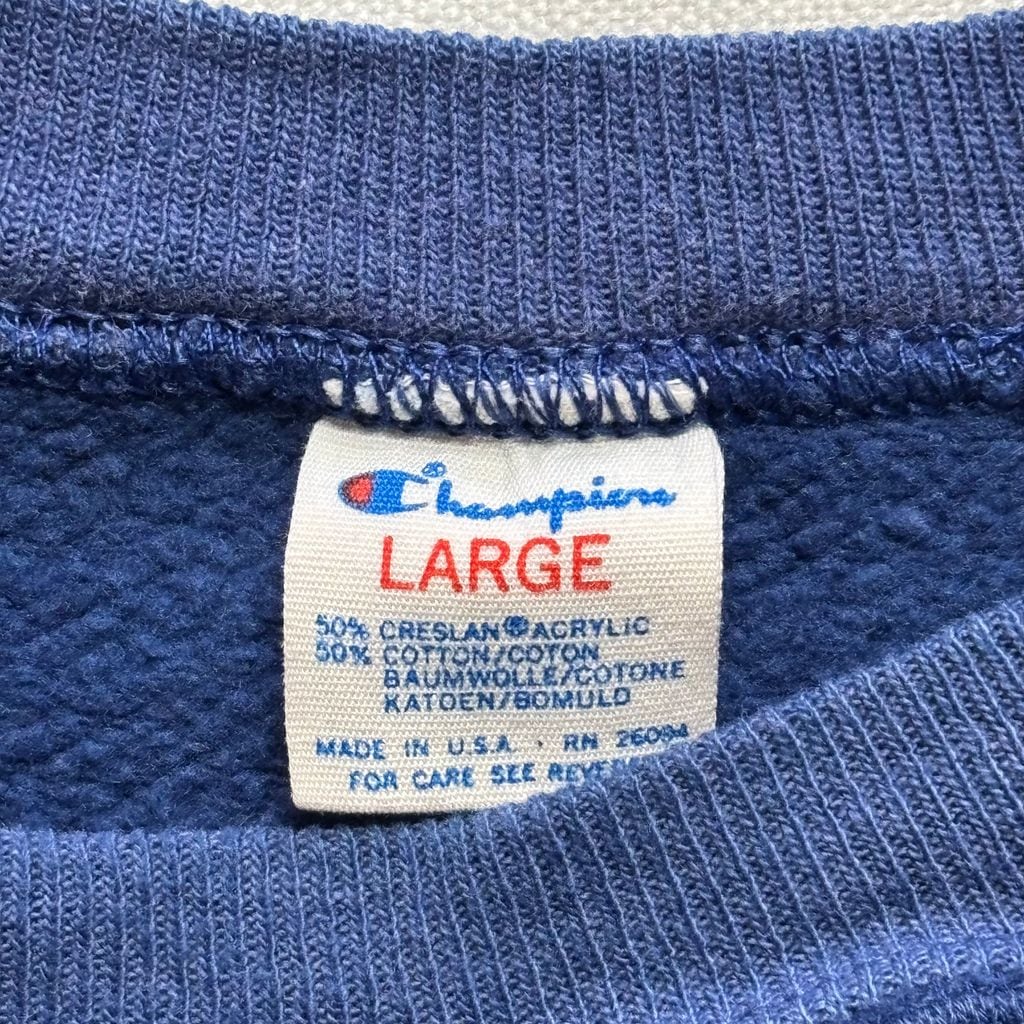 Champion®
LARGE
50% CRESLAN® ACRYLIC
50% COTTON/COTON
BAUMWOLLE/COTONE
KATOEN/BOMULD
MADE IN U.S.A. · RN 26094
FOR CARE SEE